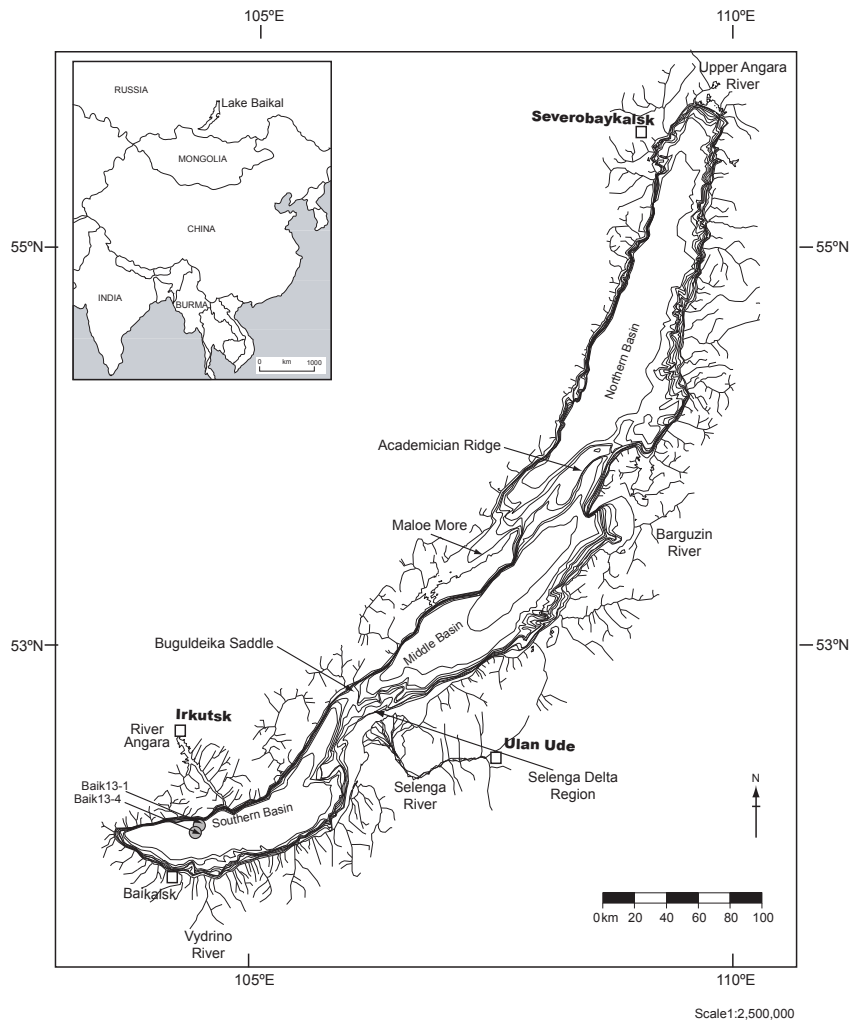 105ºE
110ºE
RUSSIA
Lake Baikal
MONGOLIA
CHINA
INDIA
BURMA
0 km 1000
Upper Angara
River
Severobaykalsk
55ºN
55ºN
Northern Basin
Academician Ridge
Maloe More
Barguzin
River
53ºN
53ºN
Buguldeika Saddle
Middle Basin
Irkutsk
River
Angara
Ulan Ude
Selenga Delta
Region
Selenga
River
Baik13-1
Baik13-4
Southern Basin
N
Baikalsk
Vydrino
River
0km 20 40 60 80 100
105ºE
110ºE
Scale1:2,500,000